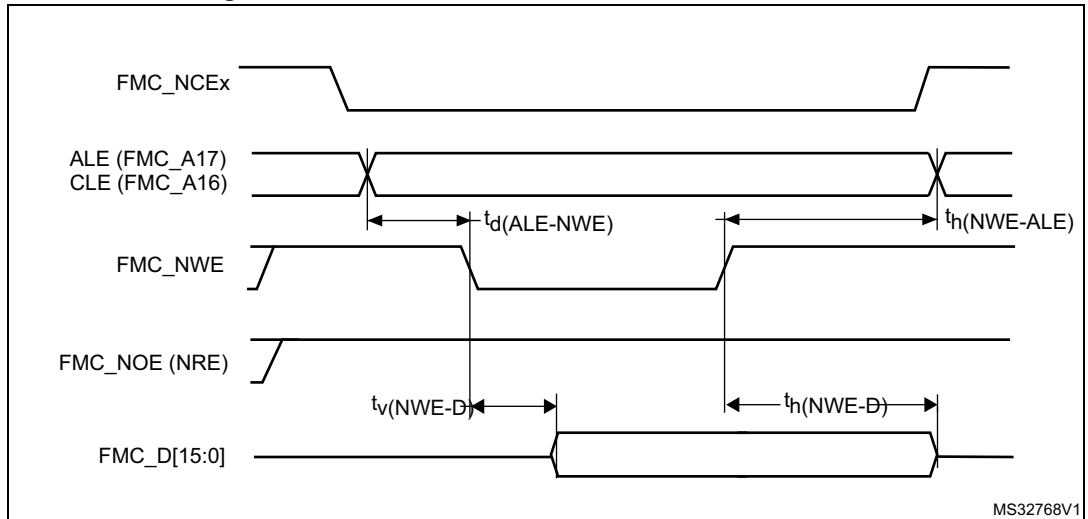 FMC_NCEx
ALE (FMC_A17)
CLE (FMC_A16)
td(ALE-NWE)
th(NWE-ALE)
FMC_NWE
FMC_NOE (NRE)
tv(NWE-D)
th(NWE-D)
FMC_D[15:0]
MS32768V1